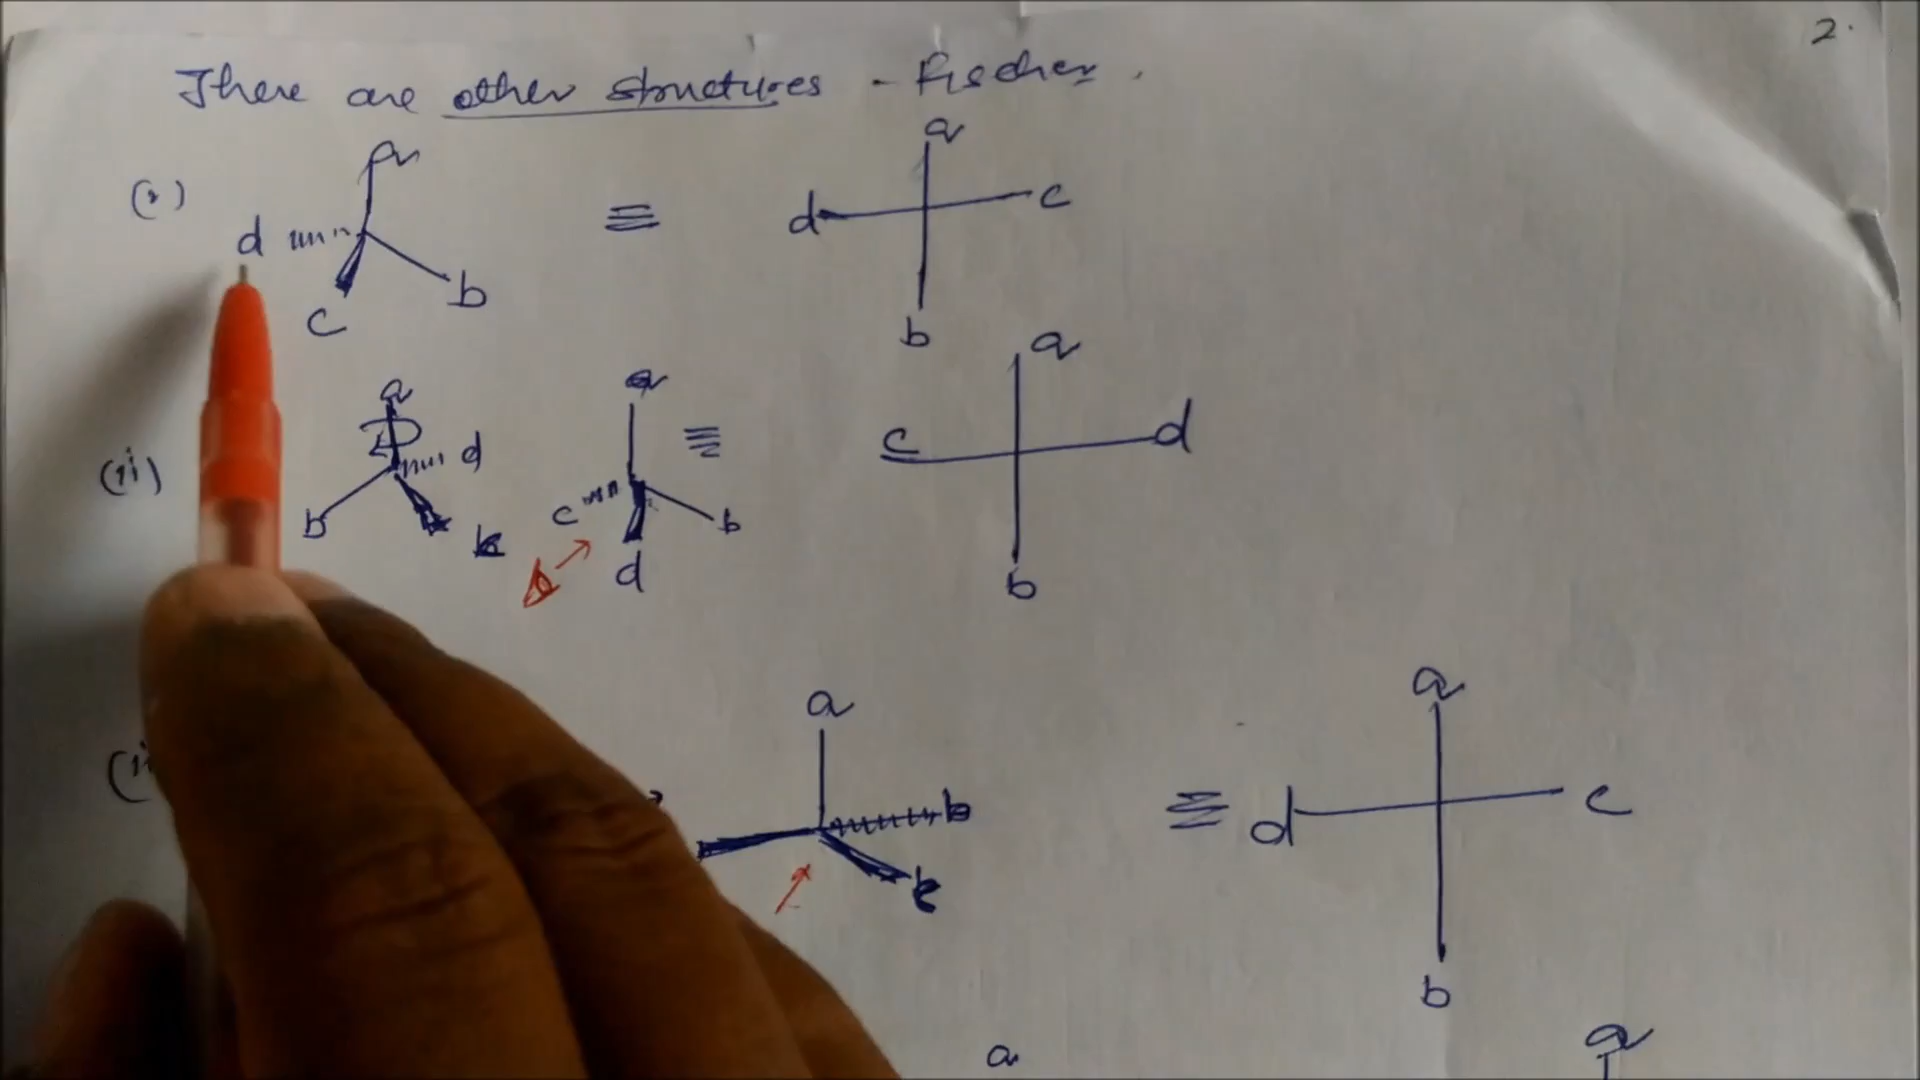 2.
There are other structures - Fischer.
(i) a d c b ≡ a d c b
(ii) a d b c a c b d ≡ a c d b
a b c ≡ a d c b
a a